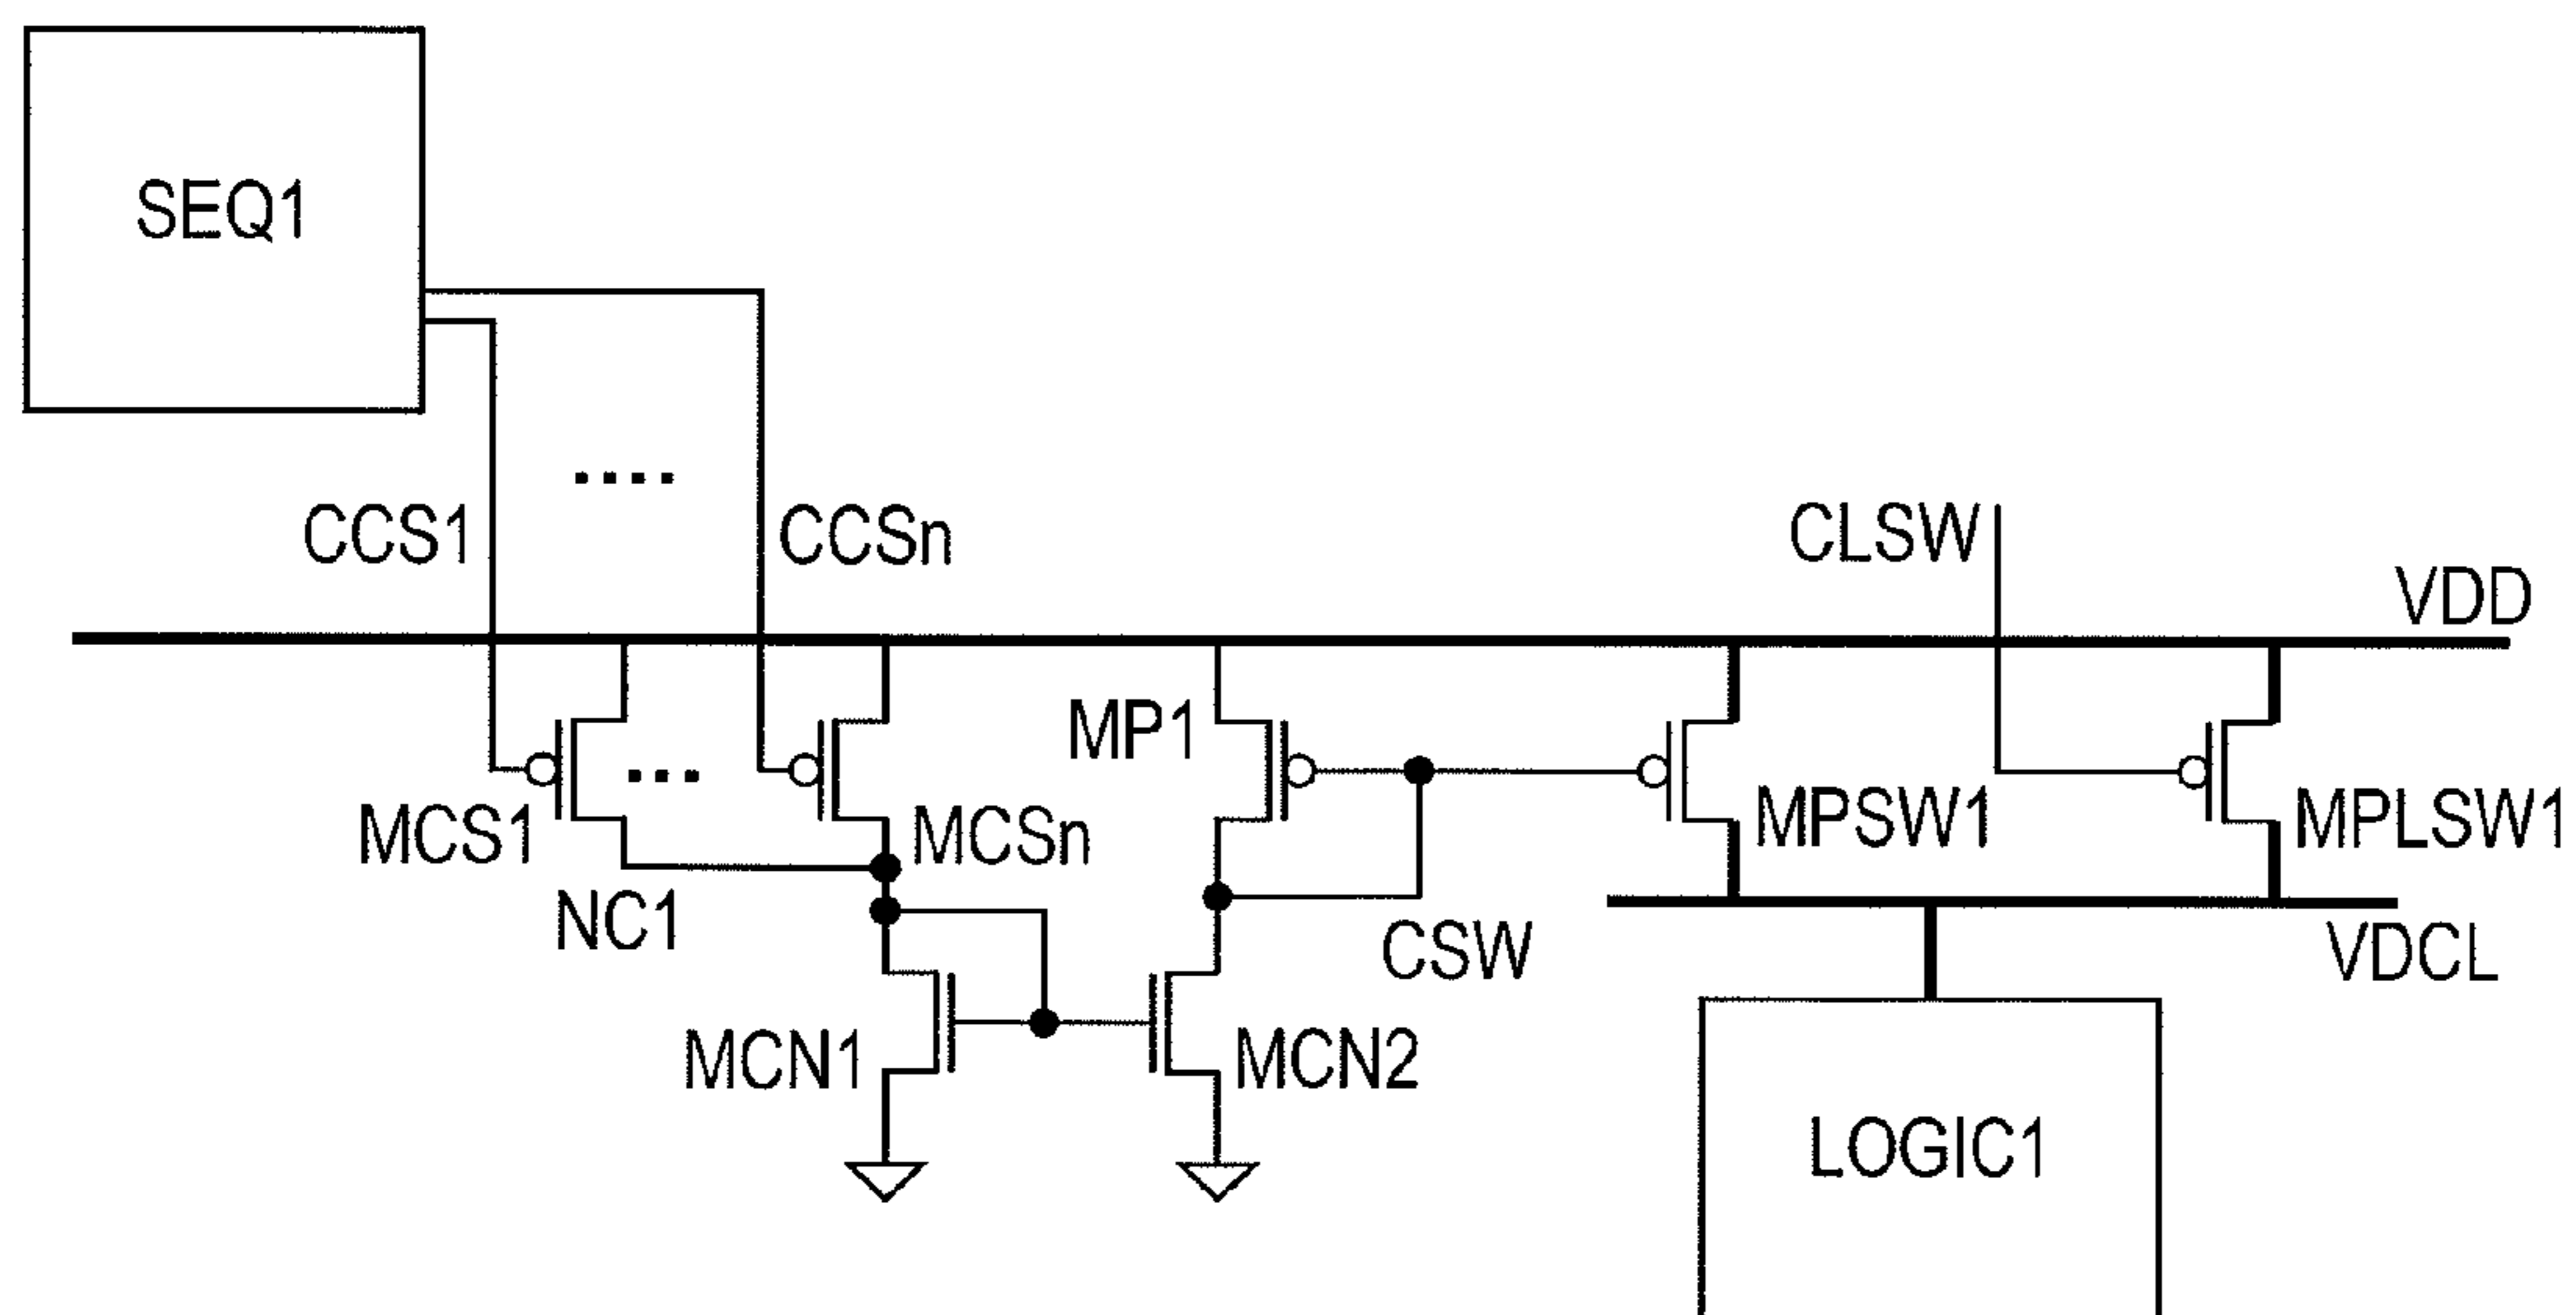 SEQ1
CCS1
CCSn
CLSW
VDD
MP1
MCS1
MCSn
MPSW1
MPLSW1
NC1
CSW
VDCL
MCN1
MCN2
LOGIC1